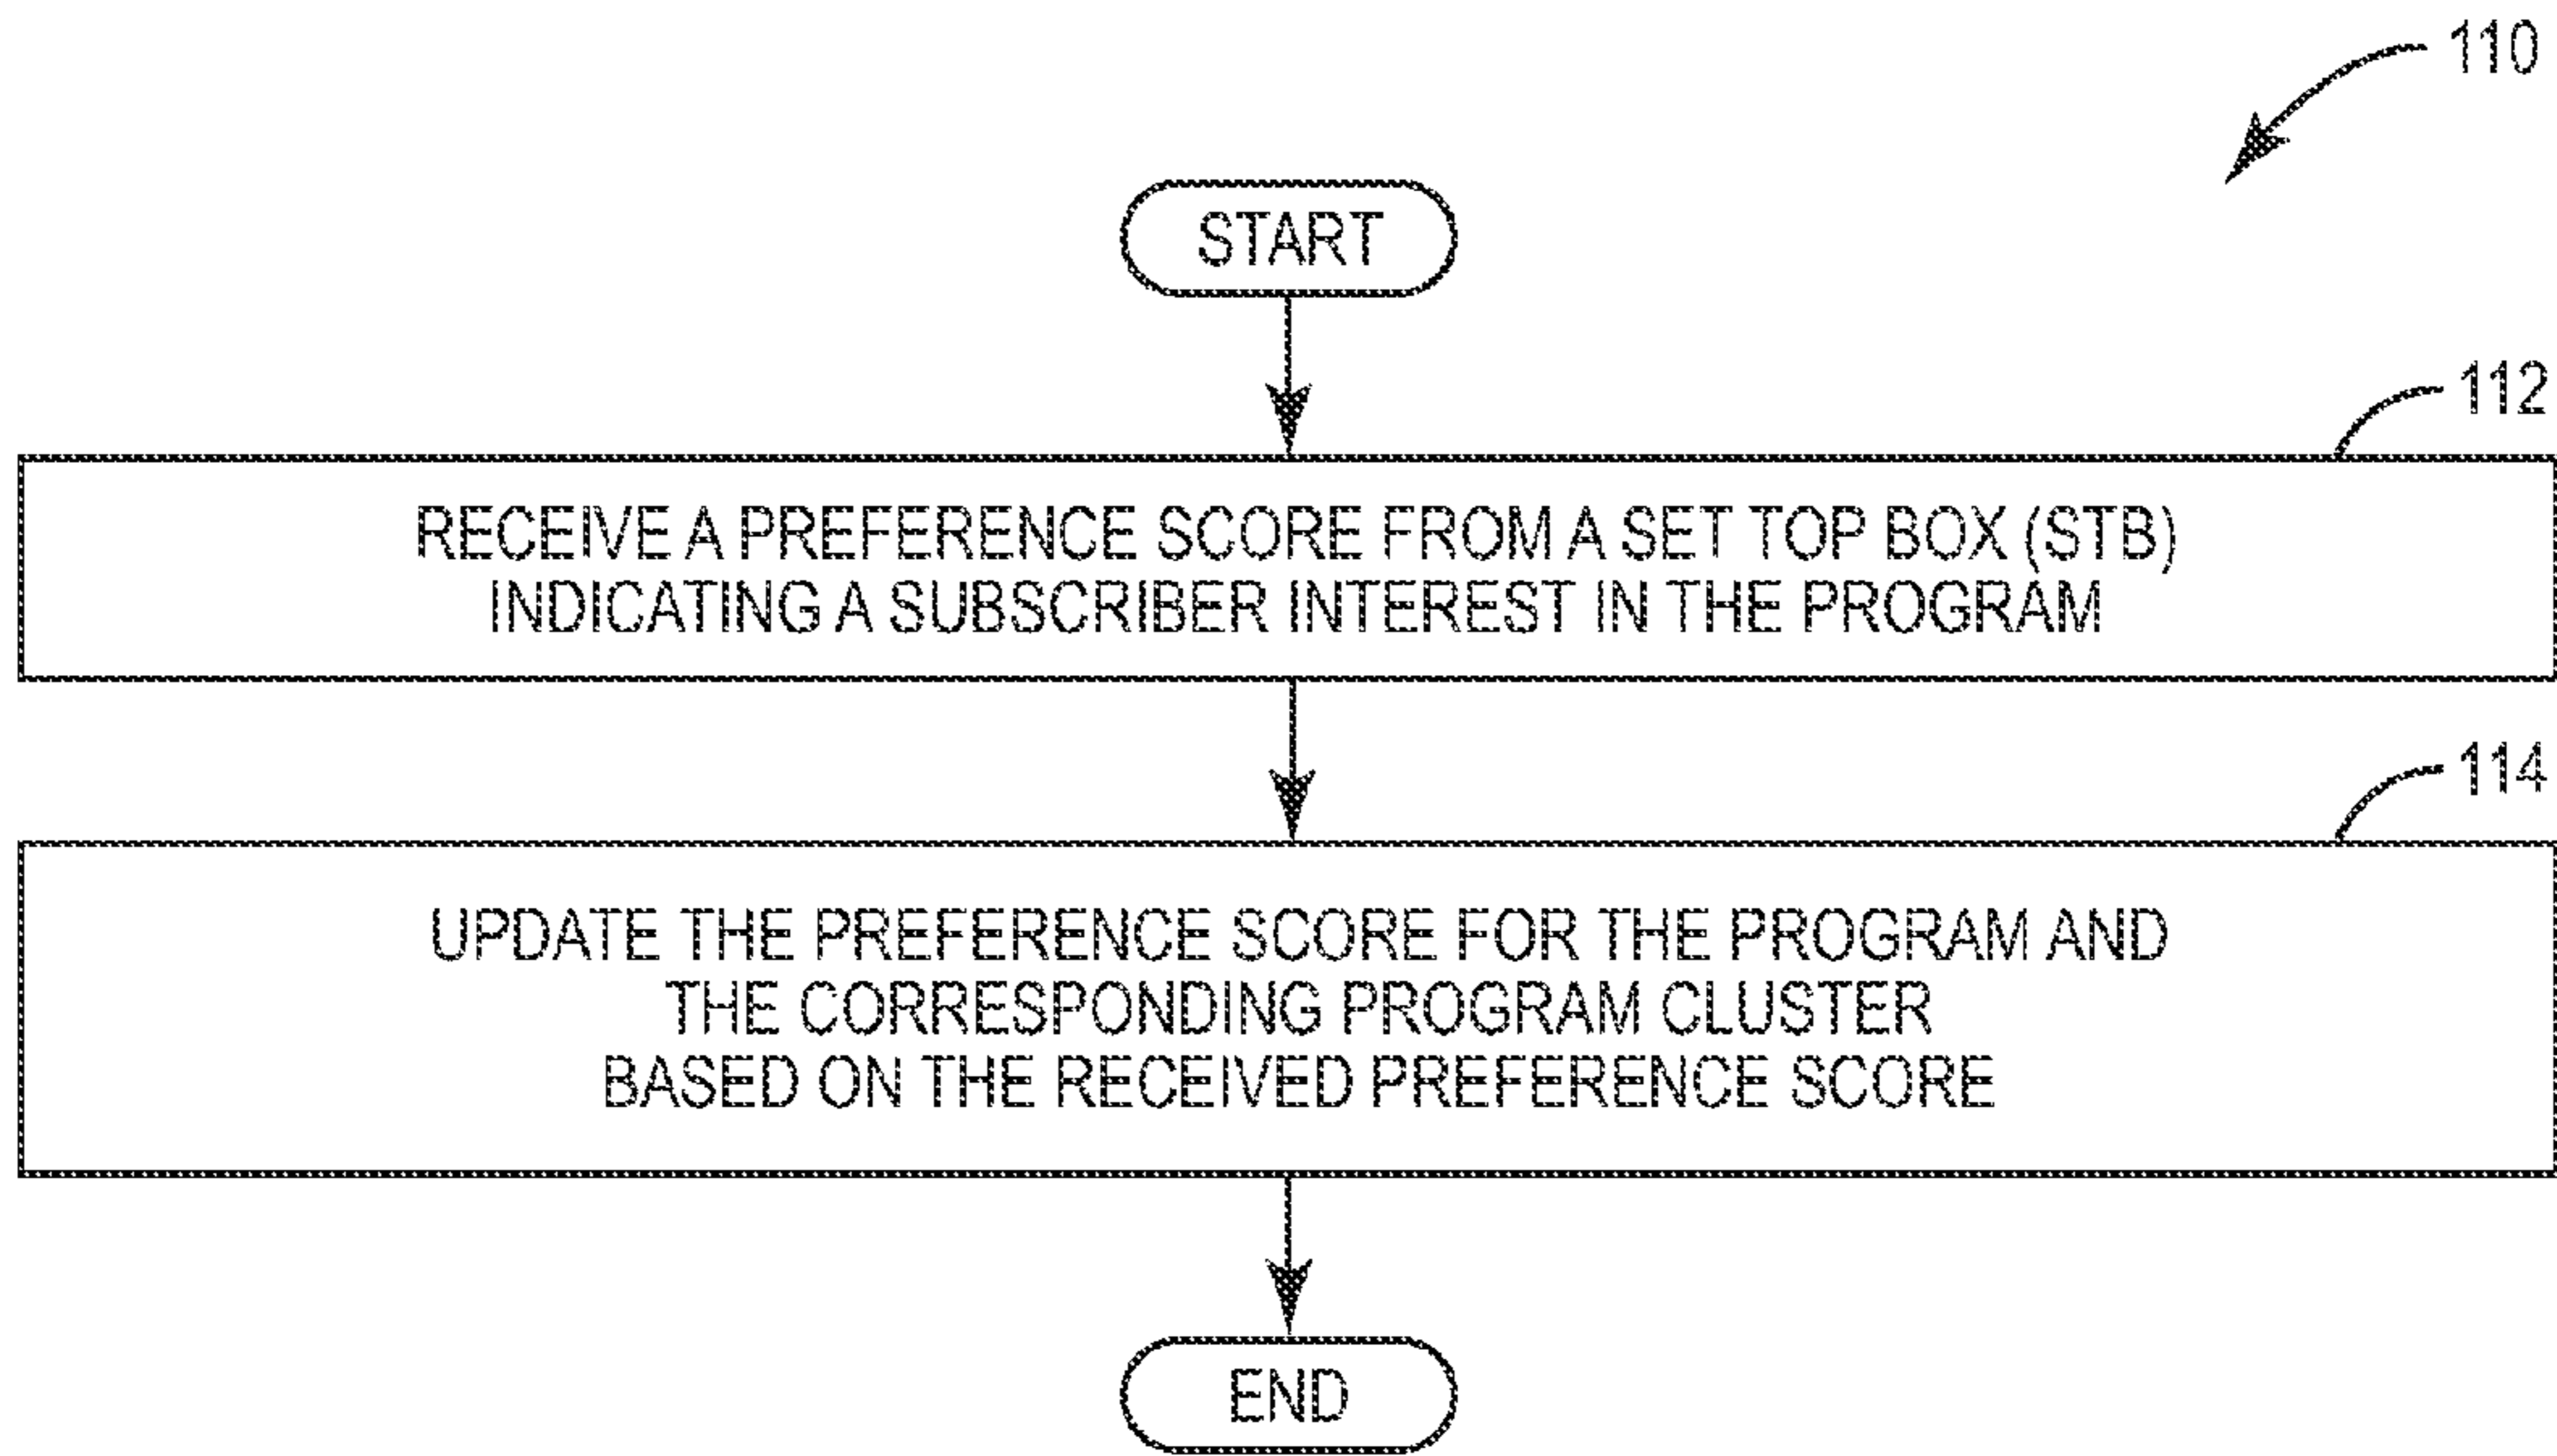 110
START
112
RECEIVE A PREFERENCE SCORE FROM A SET TOP BOX (STB)
INDICATING A SUBSCRIBER INTEREST IN THE PROGRAM
114
UPDATE THE PREFERENCE SCORE FOR THE PROGRAM AND
THE CORRESPONDING PROGRAM CLUSTER
BASED ON THE RECEIVED PREFERENCE SCORE
END